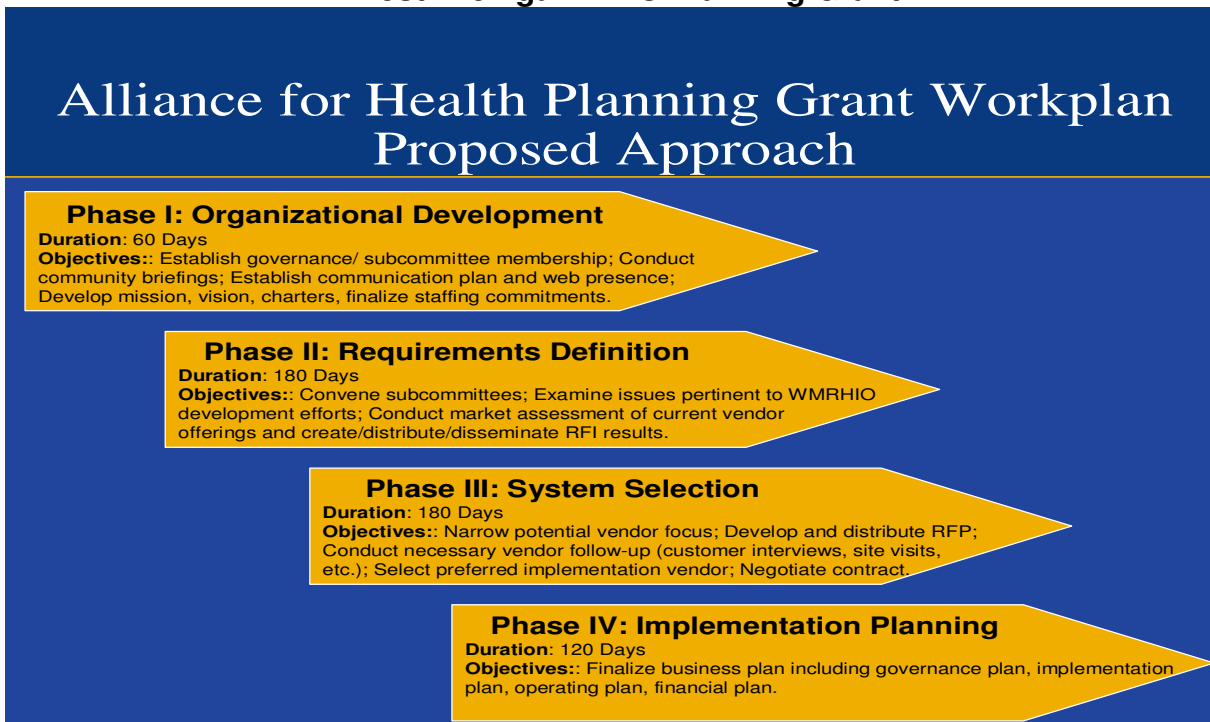 Alliance for Health Planning Grant Workplan
Proposed Approach
Phase I: Organizational Development
Duration: 60 Days
Objectives:: Establish governance/ subcommittee membership; Conduct
community briefings; Establish communication plan and web presence;
Develop mission, vision, charters, finalize staffing commitments.
Phase II: Requirements Definition
Duration: 180 Days
Objectives:: Convene subcommittees; Examine issues pertinent to WMRHIO
development efforts; Conduct market assessment of current vendor
offerings and create/distribute/disseminate RFI results.
Phase III: System Selection
Duration: 180 Days
Objectives:: Narrow potential vendor focus; Develop and distribute RFP;
Conduct necessary vendor follow-up (customer interviews, site visits,
etc.); Select preferred implementation vendor; Negotiate contract.
Phase IV: Implementation Planning
Duration: 120 Days
Objectives:: Finalize business plan including governance plan, implementation
plan, operating plan, financial plan.